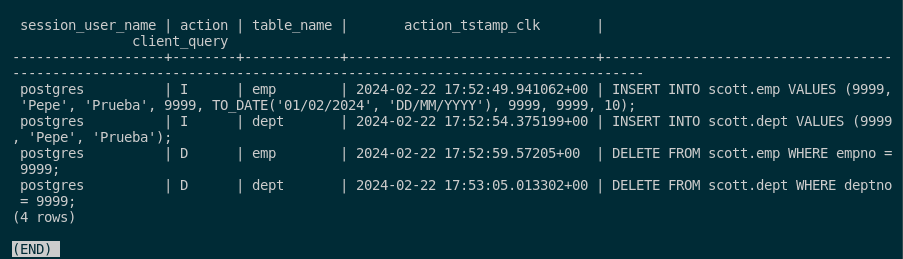 session_user_name | action | table_name |       action_tstamp_clk       |
               client_query
-------------------+--------+------------+-------------------------------+------------------------------------
-------------------------------------------------------------------------------
 postgres          | I      | emp        | 2024-02-22 17:52:49.941062+00 | INSERT INTO scott.emp VALUES (9999,
 'Pepe', 'Prueba', 9999, TO_DATE('01/02/2024', 'DD/MM/YYYY'), 9999, 9999, 10);
 postgres          | I      | dept       | 2024-02-22 17:52:54.375199+00 | INSERT INTO scott.dept VALUES (9999
, 'Pepe', 'Prueba');
 postgres          | D      | emp        | 2024-02-22 17:52:59.57205+00  | DELETE FROM scott.emp WHERE empno =
 9999;
 postgres          | D      | dept       | 2024-02-22 17:53:05.013302+00 | DELETE FROM scott.dept WHERE deptno
 = 9999;
(4 rows)
(END)